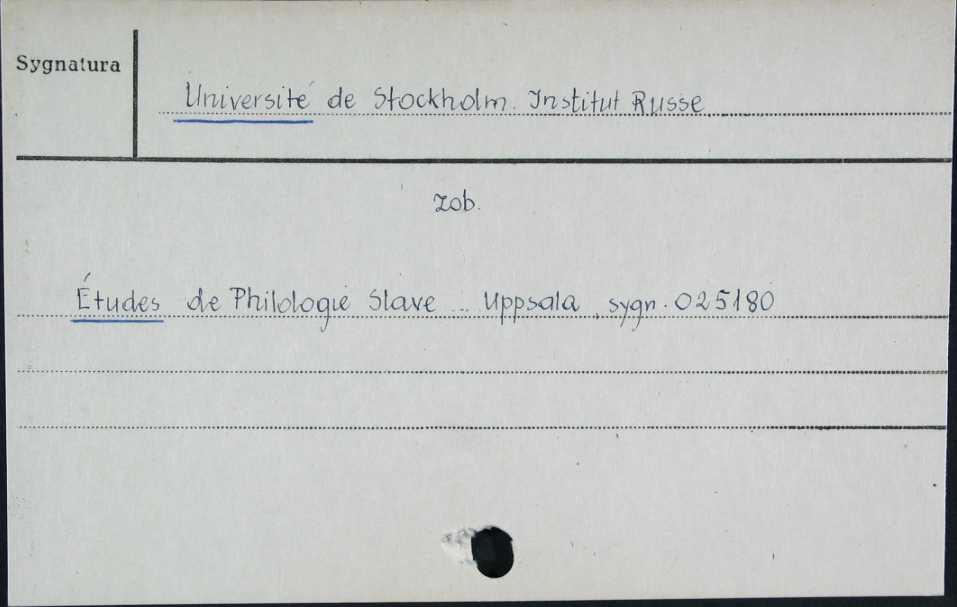 Sygnatura
Université de Stockholm. Institut Russe
zob.
Études de Philologie Slave ... Uppsala, sygn. 025180